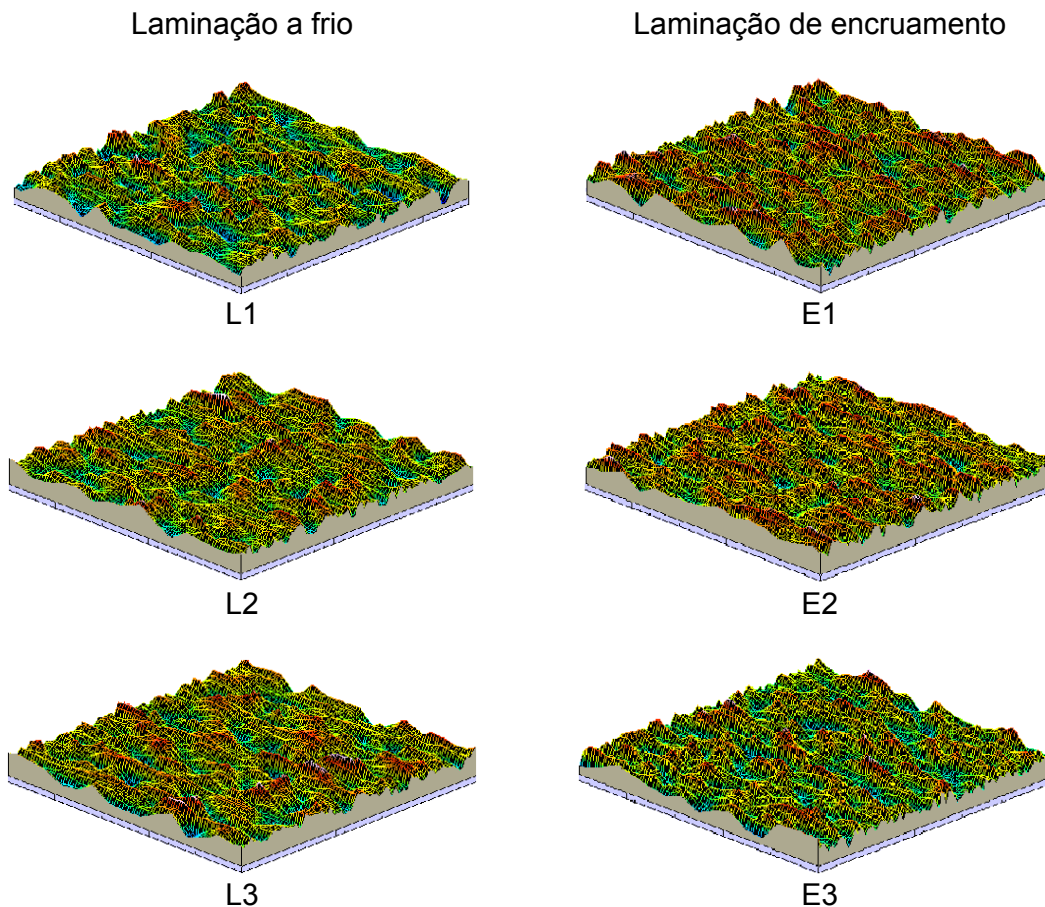 Laminação a frio
Laminação de encruamento
L1
E1
L2
E2
L3
E3